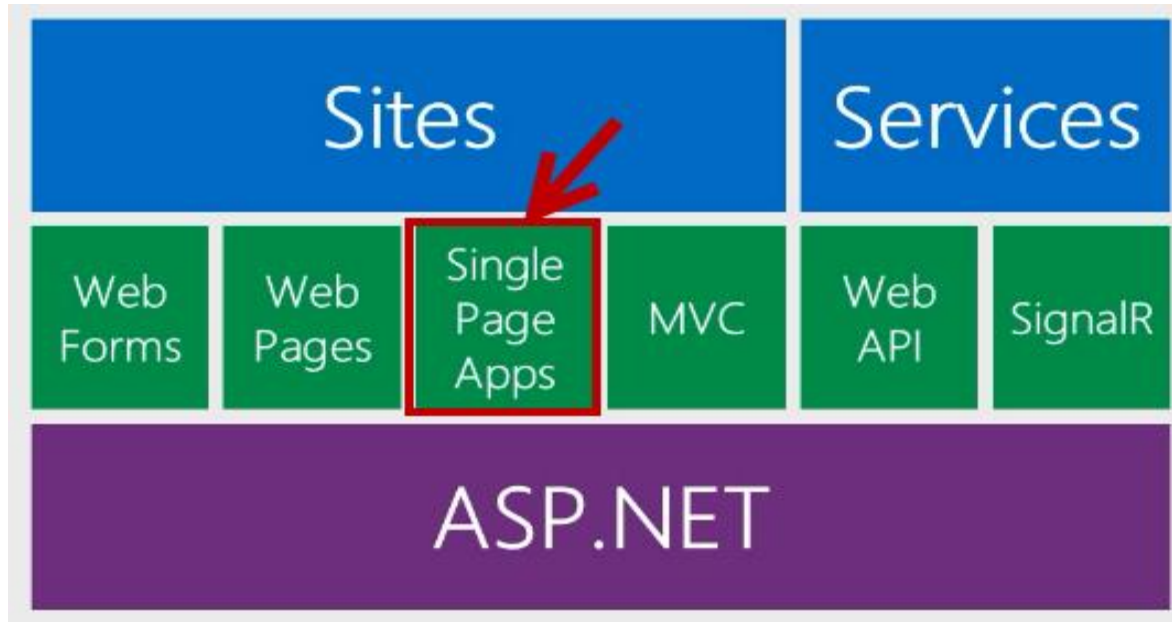 Sites
Services
Web
Forms
Web
Pages
Single
Page
Apps
MVC
Web
API
SignalR
ASP.NET